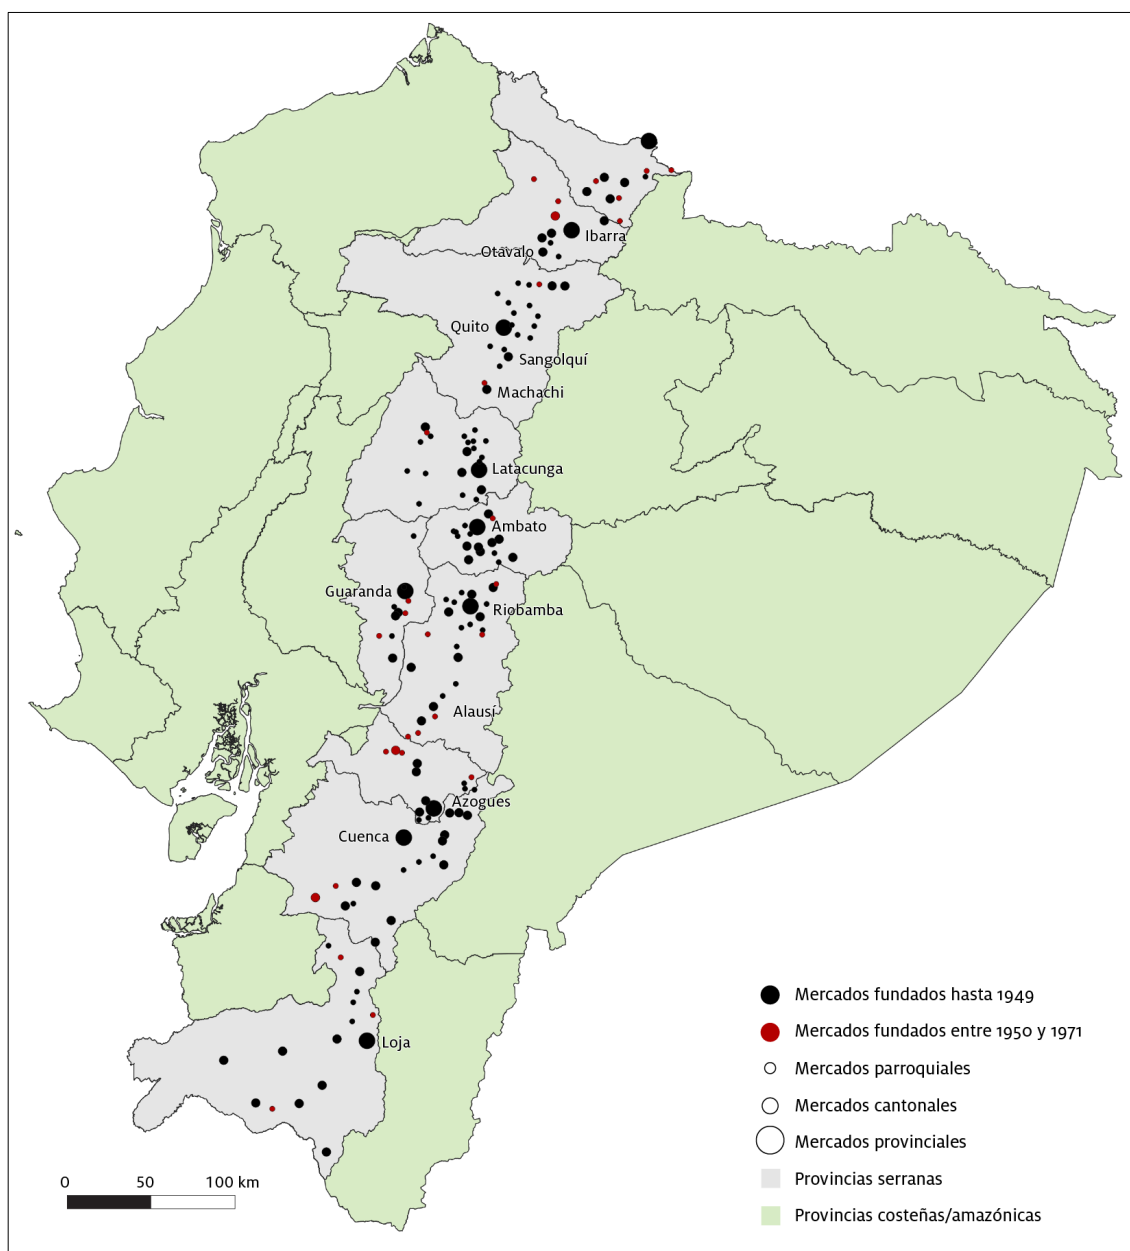 Ibarra
Otavalo
Quito
Sangolquí
Machachi
Latacunga
Ambato
Guaranda
Riobamba
Alausí
Azogues
Cuenca
Loja
Mercados fundados hasta 1949
Mercados fundados entre 1950 y 1971
Mercados parroquiales
Mercados cantonales
Mercados provinciales
Provincias serranas
Provincias costeñas/amazónicas
0 50 100 km